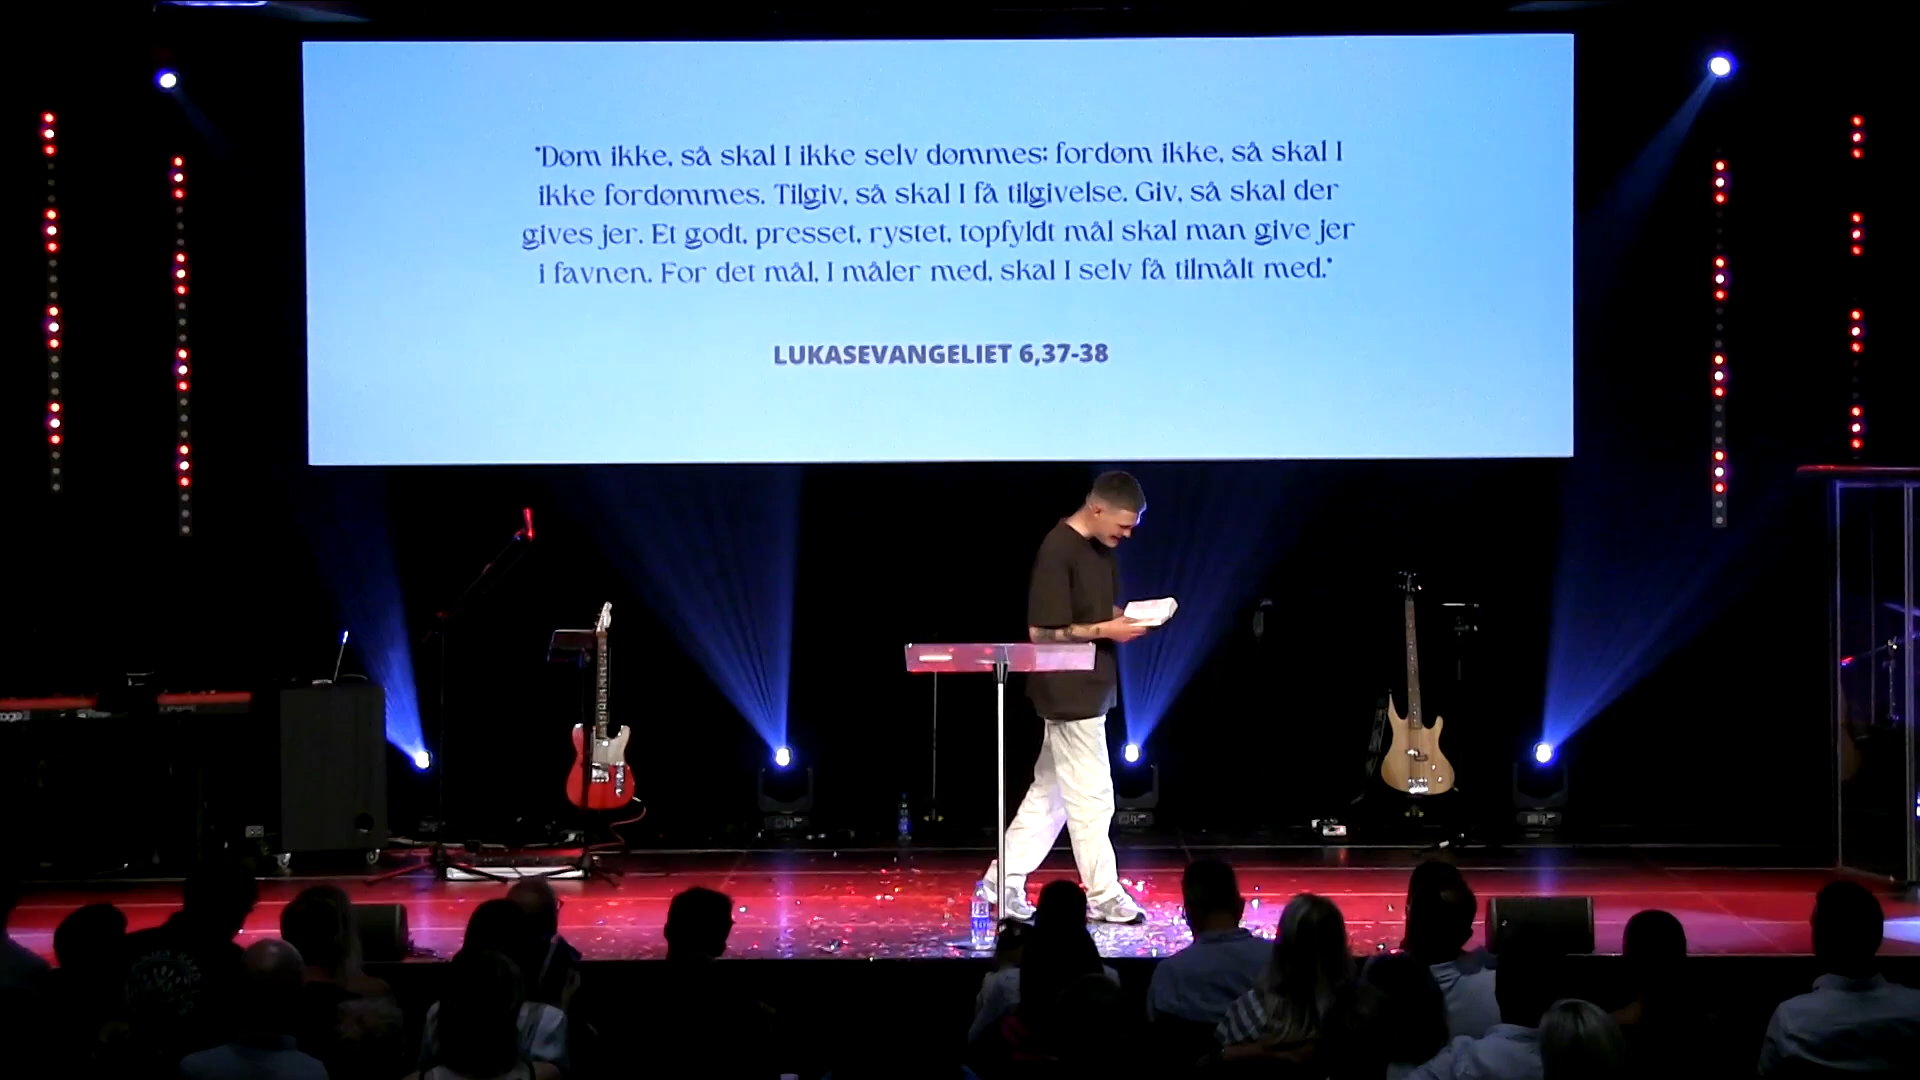 "Døm ikke, så skal I ikke selv dømmes; fordøm ikke, så skal I
ikke fordømmes. Tilgiv, så skal I få tilgivelse. Giv, så skal der
gives jer. Et godt, presset, rystet, topfyldt mål skal man give jer
i favnen. For det mål, I måler med, skal I selv få tilmålt med."
LUKASEVANGELIET 6,37-38